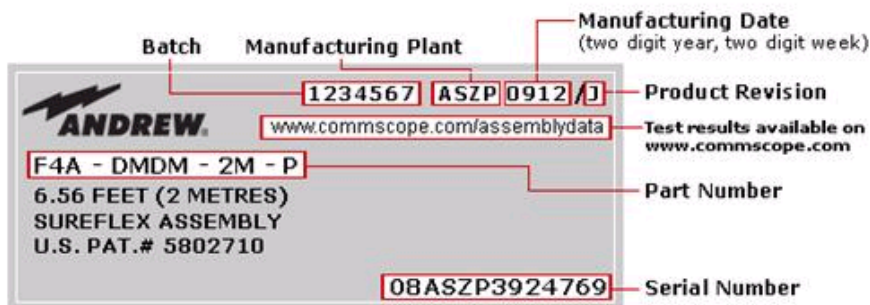 Manufacturing Date
Batch Manufacturing Plant (two digit year, two digit week)
1234567 ASZP 0912/J Product Revision
ANDREW.
www.commscope.com/assemblydata Test results available on
www.commscope.com
F4A - DMDM - 2M - P Part Number
6.56 FEET (2 METRES)
SUREFLEX ASSEMBLY
U.S. PAT.# 5802710
08ASZP3924769 Serial Number